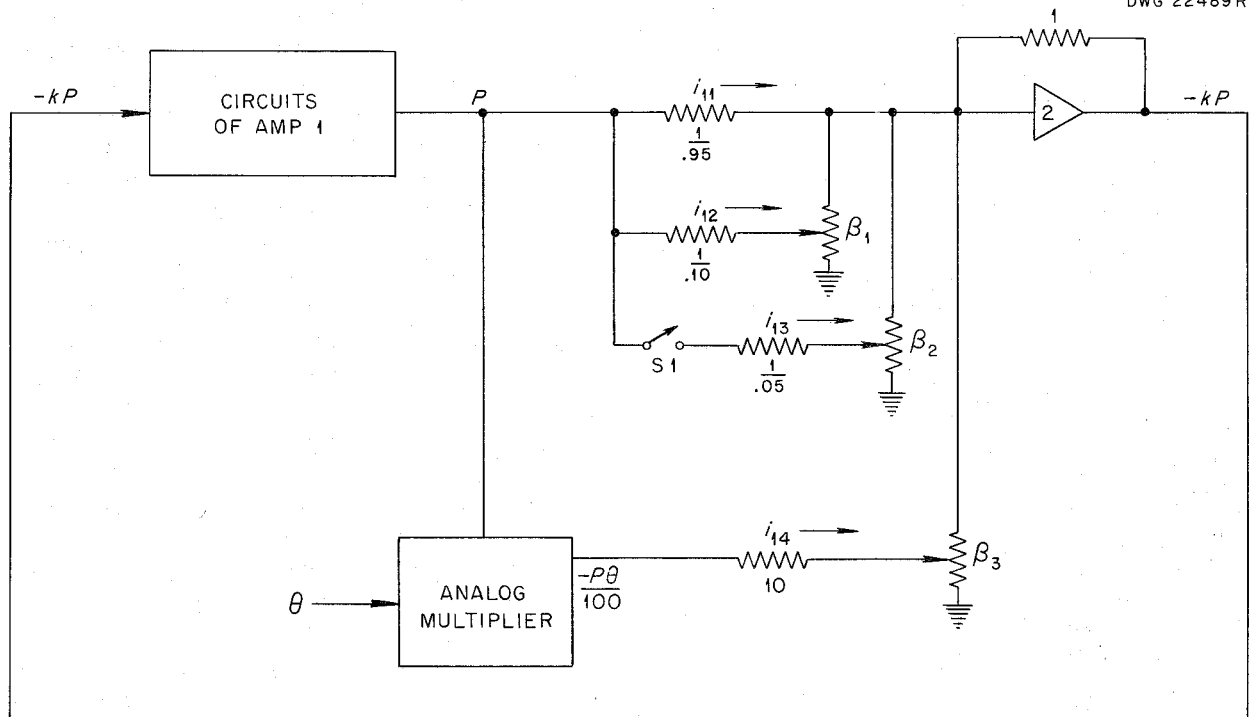 DWG 22489R
1
-kP
CIRCUITS
OF AMP 1
P
i11
1/.95
2
-kP
i12
1/.10
β1
S1
i13
1/.05
β2
i14
10
β3
-Pθ/100
θ
ANALOG
MULTIPLIER